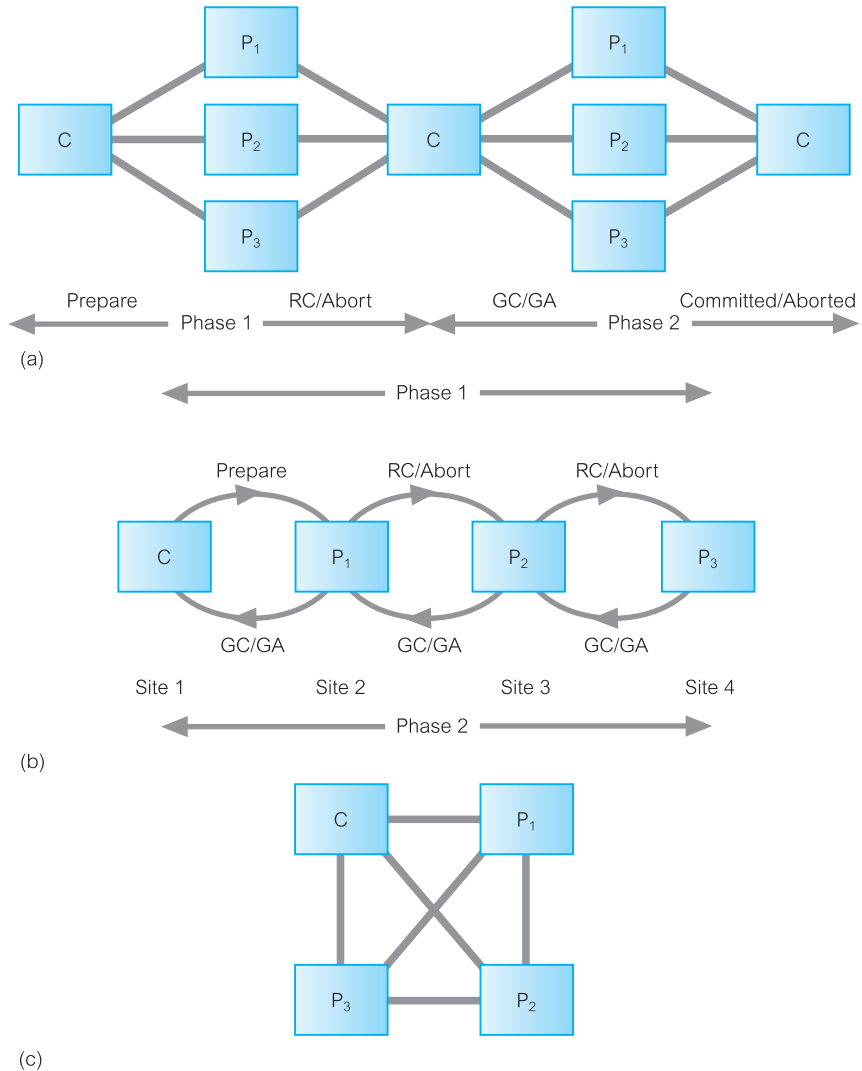 P1 P1
C P2 C P2 C
P3 P3
Prepare RC/Abort GC/GA Committed/Aborted
Phase 1 Phase 2
(a)
Phase 1
Prepare RC/Abort RC/Abort
C P1 P2 P3
GC/GA GC/GA GC/GA
Site 1 Site 2 Site 3 Site 4
Phase 2
(b)
C P1
P3 P2
(c)